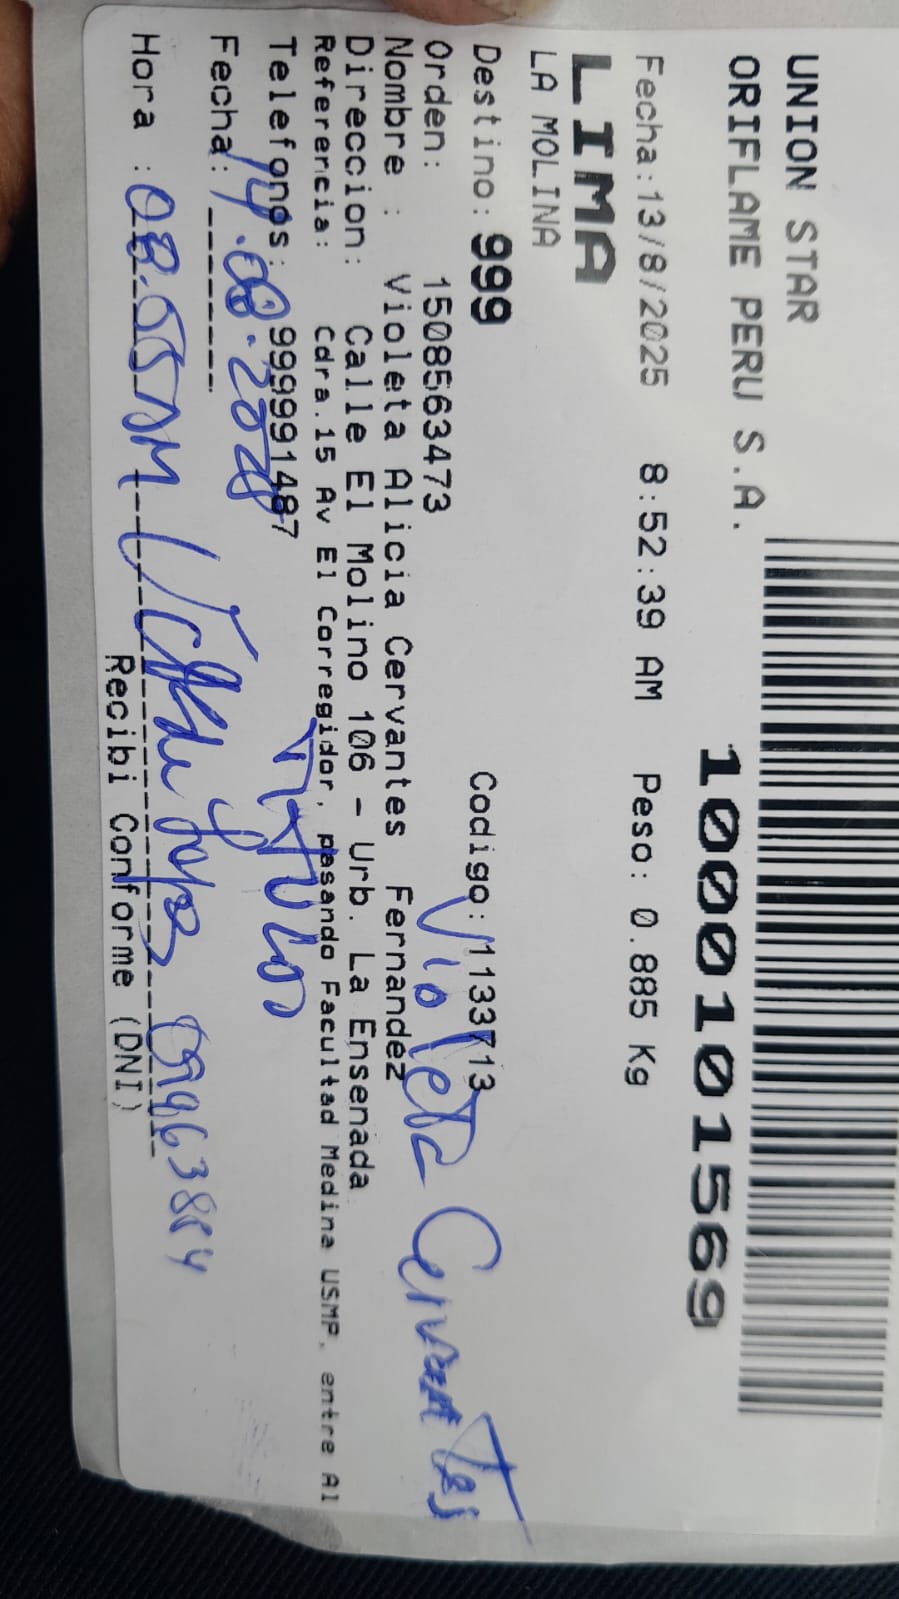 UNION STAR
ORIFLAME PERU S.A.
1000101569
Fecha:13/8/2025 8:52:39 AM Peso: 0.885 Kg
LIMA
LA MOLINA
Destino: 999 Codigo:1133713
Orden: 1508563473
Violeta Cervantes
Nombre : Violeta Alicia Cervantes Fernandez
Direccion: Calle El Molino 106 - Urb. La Ensenada
Referencia: Cdra.15 Av El Corregidor, pasando Facultad Medina USMP, entre Al
Telefonos: 999991487
Fecha: 14.08.2025
Hora : 08.55AM
Recibi Conforme (DNI)